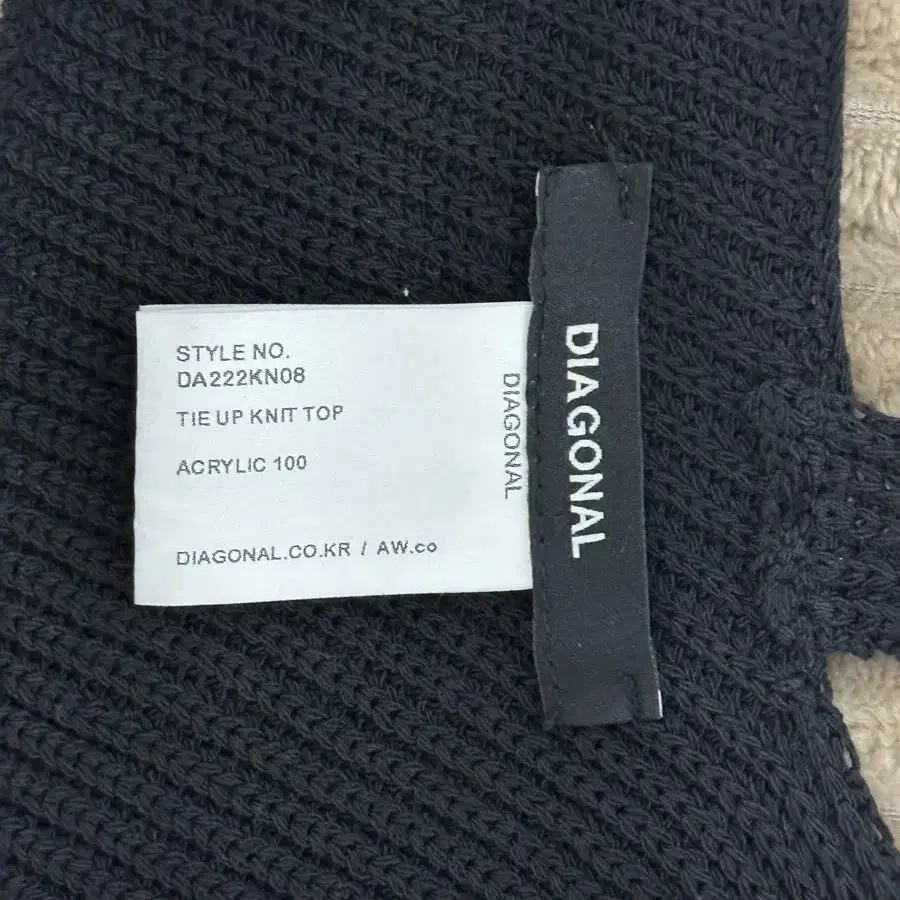 STYLE NO.
DA222KN08
TIE UP KNIT TOP
ACRYLIC 100
DIAGONAL.CO.KR / AW.co
DIAGONAL
DIAGONAL